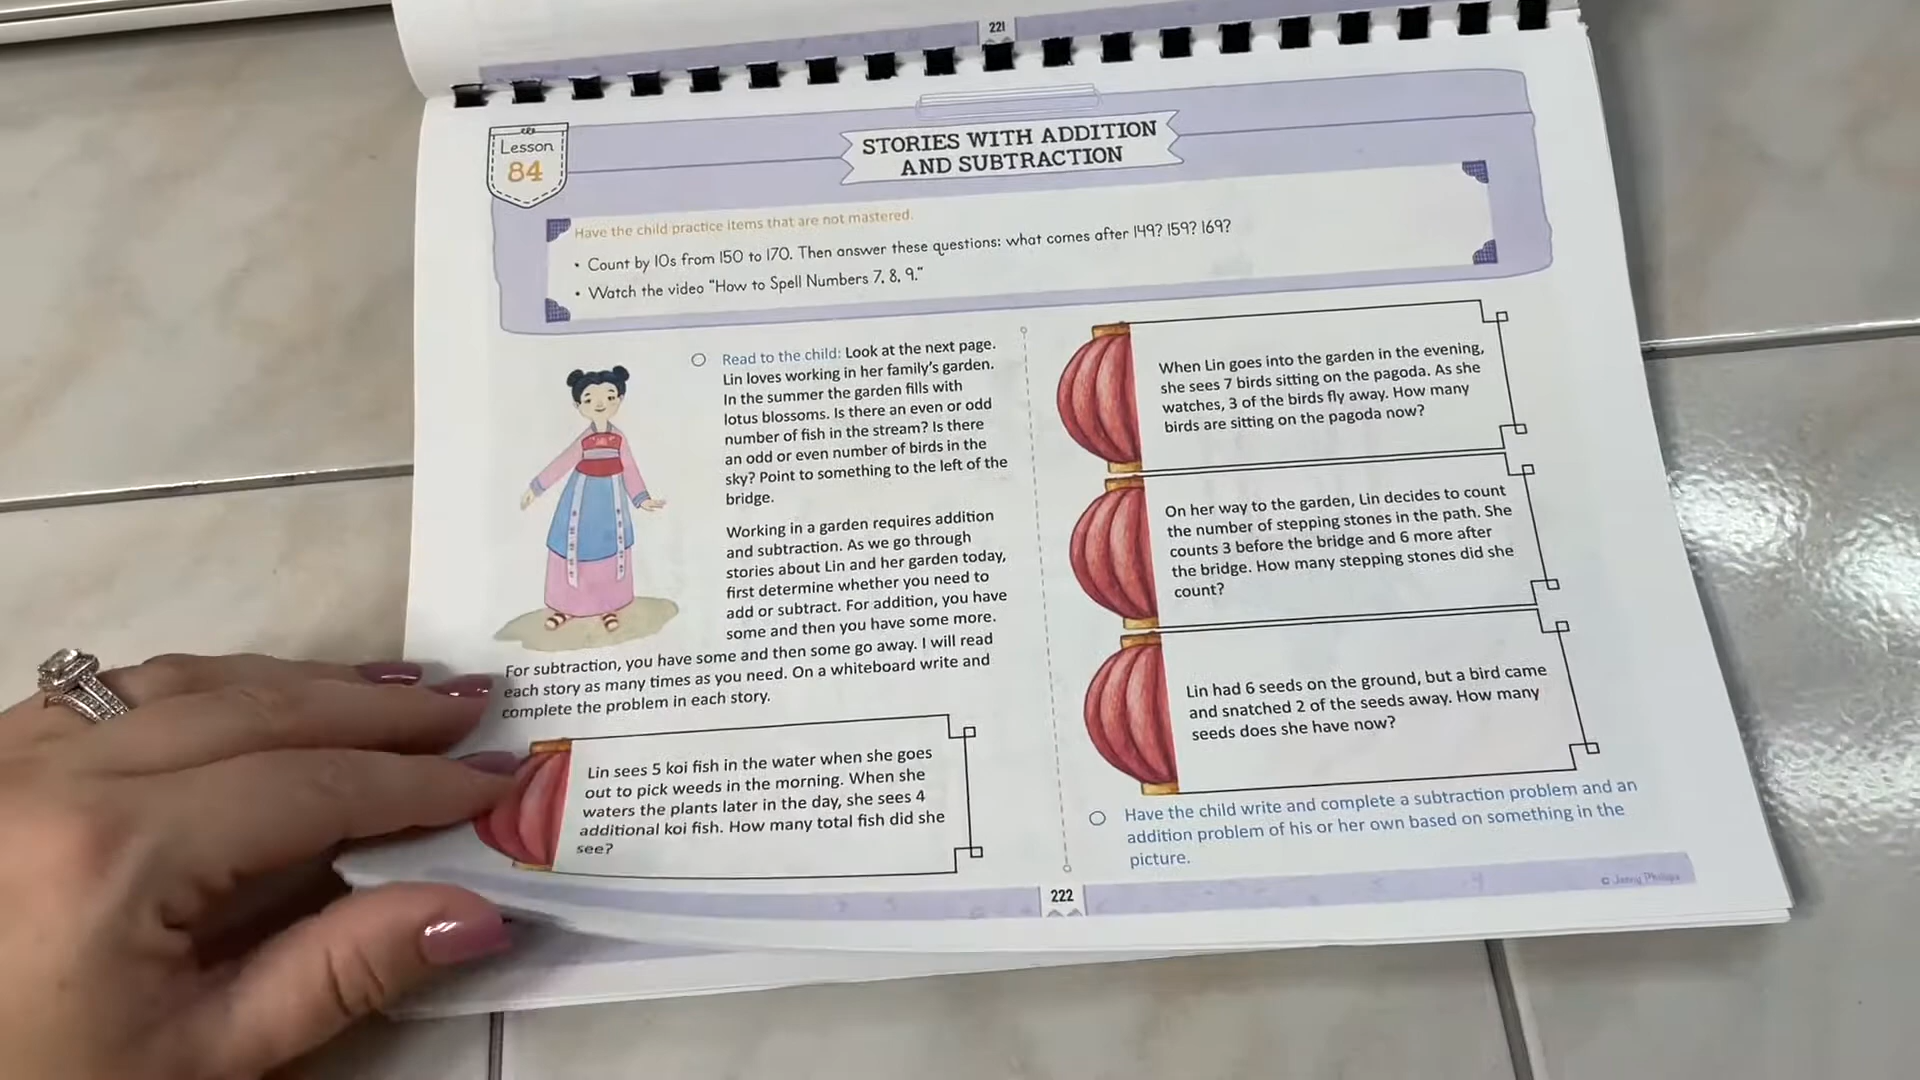 221
Lesson
84
STORIES WITH ADDITION
AND SUBTRACTION
Have the child practice items that are not mastered.
• Count by 10s from 150 to 170. Then answer these questions: what comes after 149? 159? 169?
• Watch the video "How to Spell Numbers 7, 8, 9."
Read to the child: Look at the next page.
Lin loves working in her family's garden.
In the summer the garden fills with
lotus blossoms. Is there an even or odd
number of fish in the stream? Is there
an odd or even number of birds in the
sky? Point to something to the left of the
bridge.
Working in a garden requires addition
and subtraction. As we go through
stories about Lin and her garden today,
first determine whether you need to
add or subtract. For addition, you have
some and then you have some more.
For subtraction, you have some and then some go away. I will read
each story as many times as you need. On a whiteboard write and
complete the problem in each story.
Lin sees 5 koi fish in the water when she goes
out to pick weeds in the morning. When she
waters the plants later in the day, she sees 4
additional koi fish. How many total fish did she
see?
When Lin goes into the garden in the evening,
she sees 7 birds sitting on the pagoda. As she
watches, 3 of the birds fly away. How many
birds are sitting on the pagoda now?
On her way to the garden, Lin decides to count
the number of stepping stones in the path. She
counts 3 before the bridge and 6 more after
the bridge. How many stepping stones did she
count?
Lin had 6 seeds on the ground, but a bird came
and snatched 2 of the seeds away. How many
seeds does she have now?
Have the child write and complete a subtraction problem and an
addition problem of his or her own based on something in the
picture.
222
© Jenny Phillips